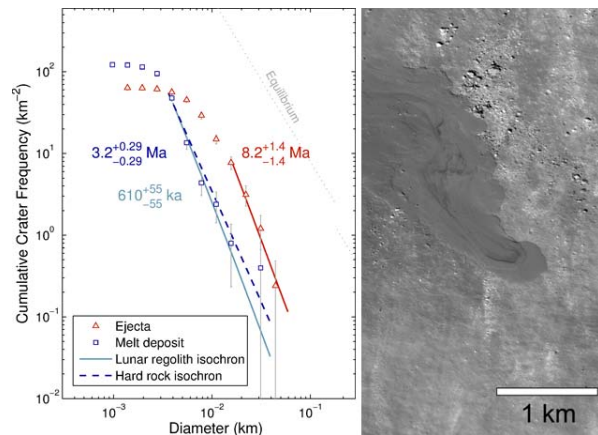 Cumulative Crater Frequency (km⁻²)
10²
10¹
10⁰
10⁻¹
10⁻²
Equilibrium
3.2+0.29−0.29 Ma
8.2+1.4−1.4 Ma
610+55−55 ka
Ejecta
Melt deposit
Lunar regolith isochron
Hard rock isochron
10⁻³
10⁻²
10⁻¹
Diameter (km)
1 km